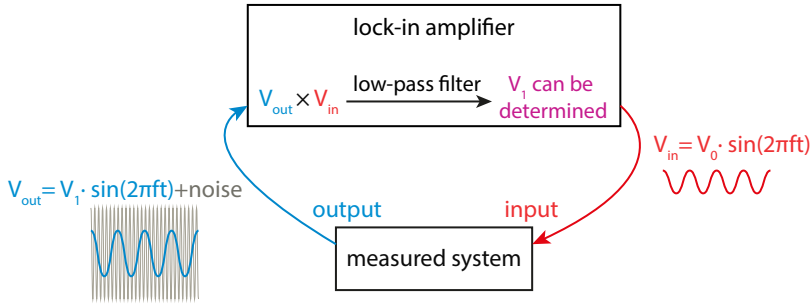 lock-in amplifier
V_out × V_in
low-pass filter
V_1 can be
determined
V_in = V_0 · sin(2πft)
V_out = V_1 · sin(2πft)+noise
output
input
measured system